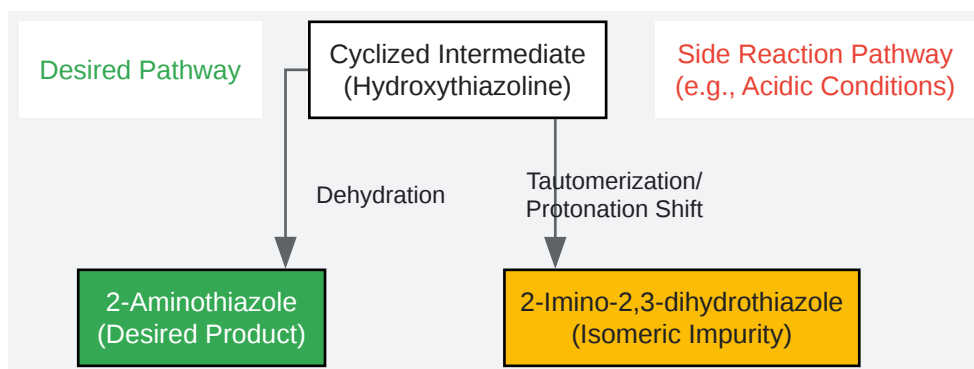 Desired Pathway
Cyclized Intermediate
(Hydroxythiazoline)
Side Reaction Pathway
(e.g., Acidic Conditions)
Dehydration
Tautomerization/
Protonation Shift
2-Aminothiazole
(Desired Product)
2-Imino-2,3-dihydrothiazole
(Isomeric Impurity)